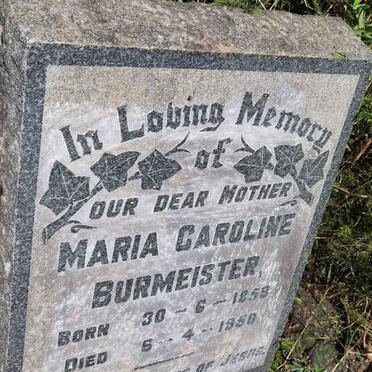 In Loving Memory
of
OUR DEAR MOTHER
MARIA CAROLINE
BURMEISTER,
BORN 30-6-1858
DIED 6-4-1950
OF JESUS.